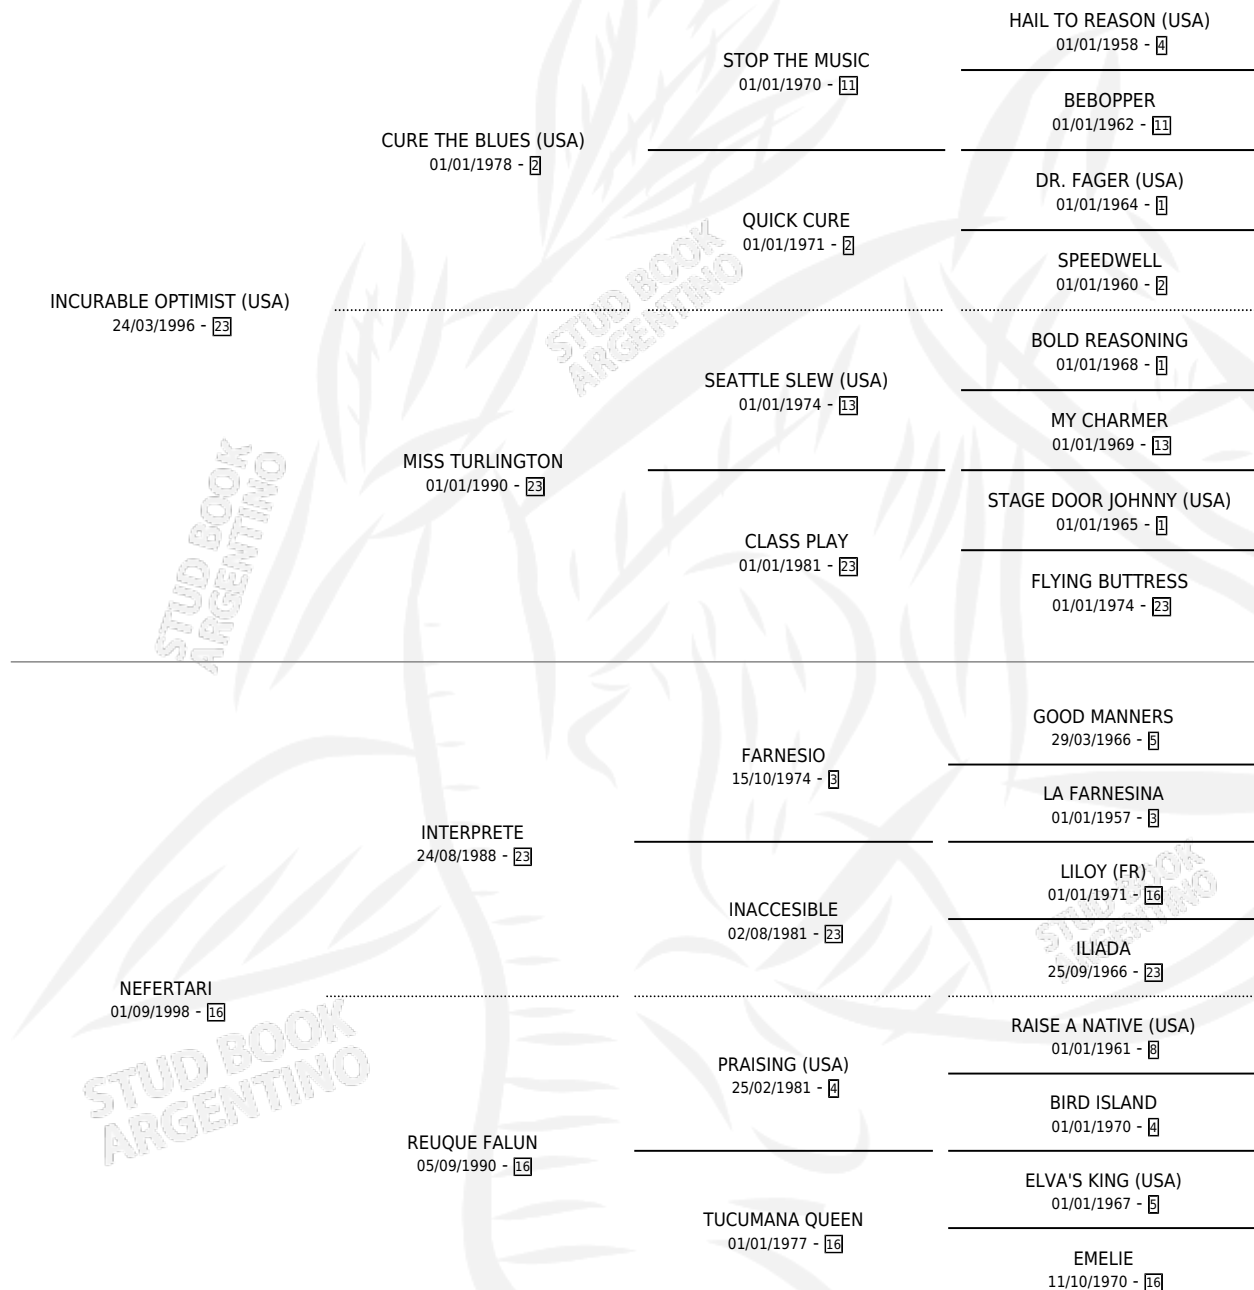 HAIL TO REASON (USA)
01/01/1958 - 4
STOP THE MUSIC
01/01/1970 - 11
BEBOPPER
01/01/1962 - 11
CURE THE BLUES (USA)
01/01/1978 - 2
DR. FAGER (USA)
01/01/1964 - 1
QUICK CURE
01/01/1971 - 2
SPEEDWELL
01/01/1960 - 2
INCURABLE OPTIMIST (USA)
24/03/1996 - 23
BOLD REASONING
01/01/1968 - 1
SEATTLE SLEW (USA)
01/01/1974 - 13
MY CHARMER
01/01/1969 - 13
MISS TURLINGTON
01/01/1990 - 23
STAGE DOOR JOHNNY (USA)
01/01/1965 - 1
CLASS PLAY
01/01/1981 - 23
FLYING BUTTRESS
01/01/1974 - 23
GOOD MANNERS
29/03/1966 - 5
FARNESIO
15/10/1974 - 3
LA FARNESINA
01/01/1957 - 3
INTERPRETE
24/08/1988 - 23
LILOY (FR)
01/01/1971 - 16
INACCESIBLE
02/08/1981 - 23
ILIADA
25/09/1966 - 23
NEFERTARI
01/09/1998 - 16
RAISE A NATIVE (USA)
01/01/1961 - 8
PRAISING (USA)
25/02/1981 - 4
BIRD ISLAND
01/01/1970 - 4
REUQUE FALUN
05/09/1990 - 16
ELVA'S KING (USA)
01/01/1967 - 5
TUCUMANA QUEEN
01/01/1977 - 16
EMELIE
11/10/1970 - 16
STUD BOOK
ARGENTINO
STUD BOOK
ARGENTINO
STUD BOOK
ARGENTINO
STUD BOOK
ARGENTINO